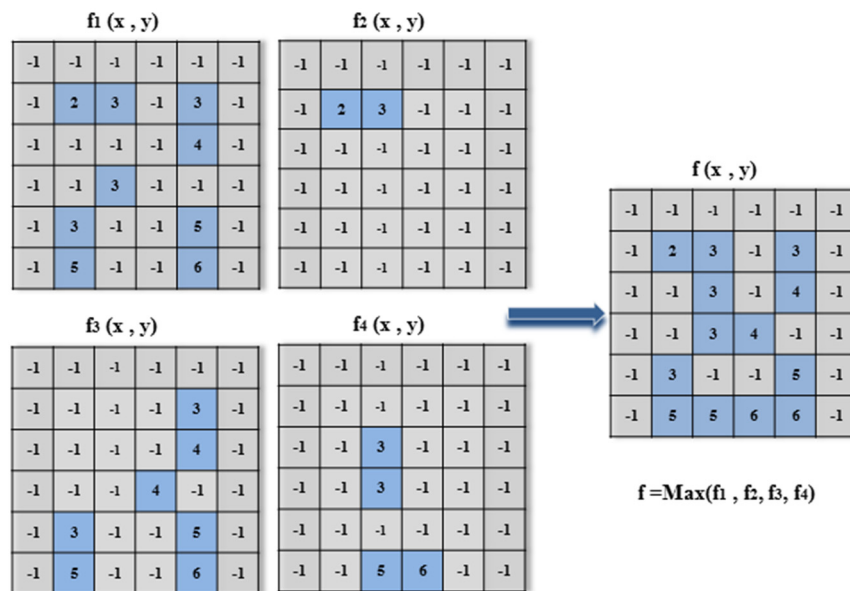 f1 (x , y)
-1 -1 -1 -1 -1 -1
-1 2 3 -1 3 -1
-1 -1 -1 -1 4 -1
-1 -1 3 -1 -1 -1
-1 3 -1 -1 5 -1
-1 5 -1 -1 6 -1
f2 (x , y)
-1 -1 -1 -1 -1 -1
-1 2 3 -1 -1 -1
-1 -1 -1 -1 -1 -1
-1 -1 -1 -1 -1 -1
-1 -1 -1 -1 -1 -1
-1 -1 -1 -1 -1 -1
f3 (x , y)
-1 -1 -1 -1 -1 -1
-1 -1 -1 -1 3 -1
-1 -1 -1 -1 4 -1
-1 -1 -1 4 -1 -1
-1 3 -1 -1 5 -1
-1 5 -1 -1 6 -1
f4 (x , y)
-1 -1 -1 -1 -1 -1
-1 -1 -1 -1 -1 -1
-1 -1 3 -1 -1 -1
-1 -1 3 -1 -1 -1
-1 -1 -1 -1 -1 -1
-1 -1 5 6 -1 -1
f (x , y)
-1 -1 -1 -1 -1 -1
-1 2 3 -1 3 -1
-1 -1 3 -1 4 -1
-1 -1 3 4 -1 -1
-1 3 -1 -1 5 -1
-1 5 5 6 6 -1
f =Max(f1 , f2, f3, f4)